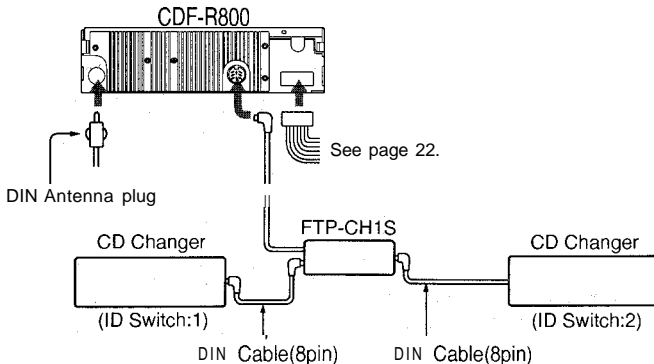 CDF-R800
See page 22.
DIN Antenna plug
FTP-CH1S
CD Changer
CD Changer
(ID Switch:1)
(ID Switch:2)
DIN Cable(8pin)
DIN Cable(8pin)